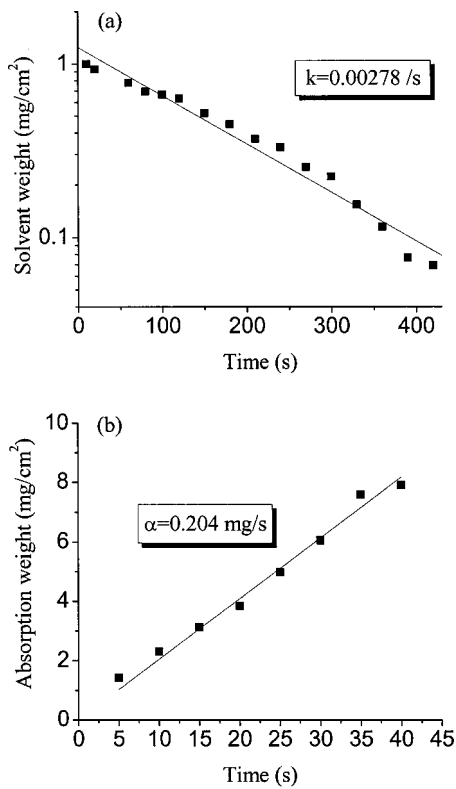 (a)
k=0.00278 /s
1
0.1
Solvent weight (mg/cm²)
0 100 200 300 400
Time (s)
(b)
α=0.204 mg/s
10
8
6
4
2
0
Absorption weight (mg/cm²)
0 5 10 15 20 25 30 35 40 45
Time (s)